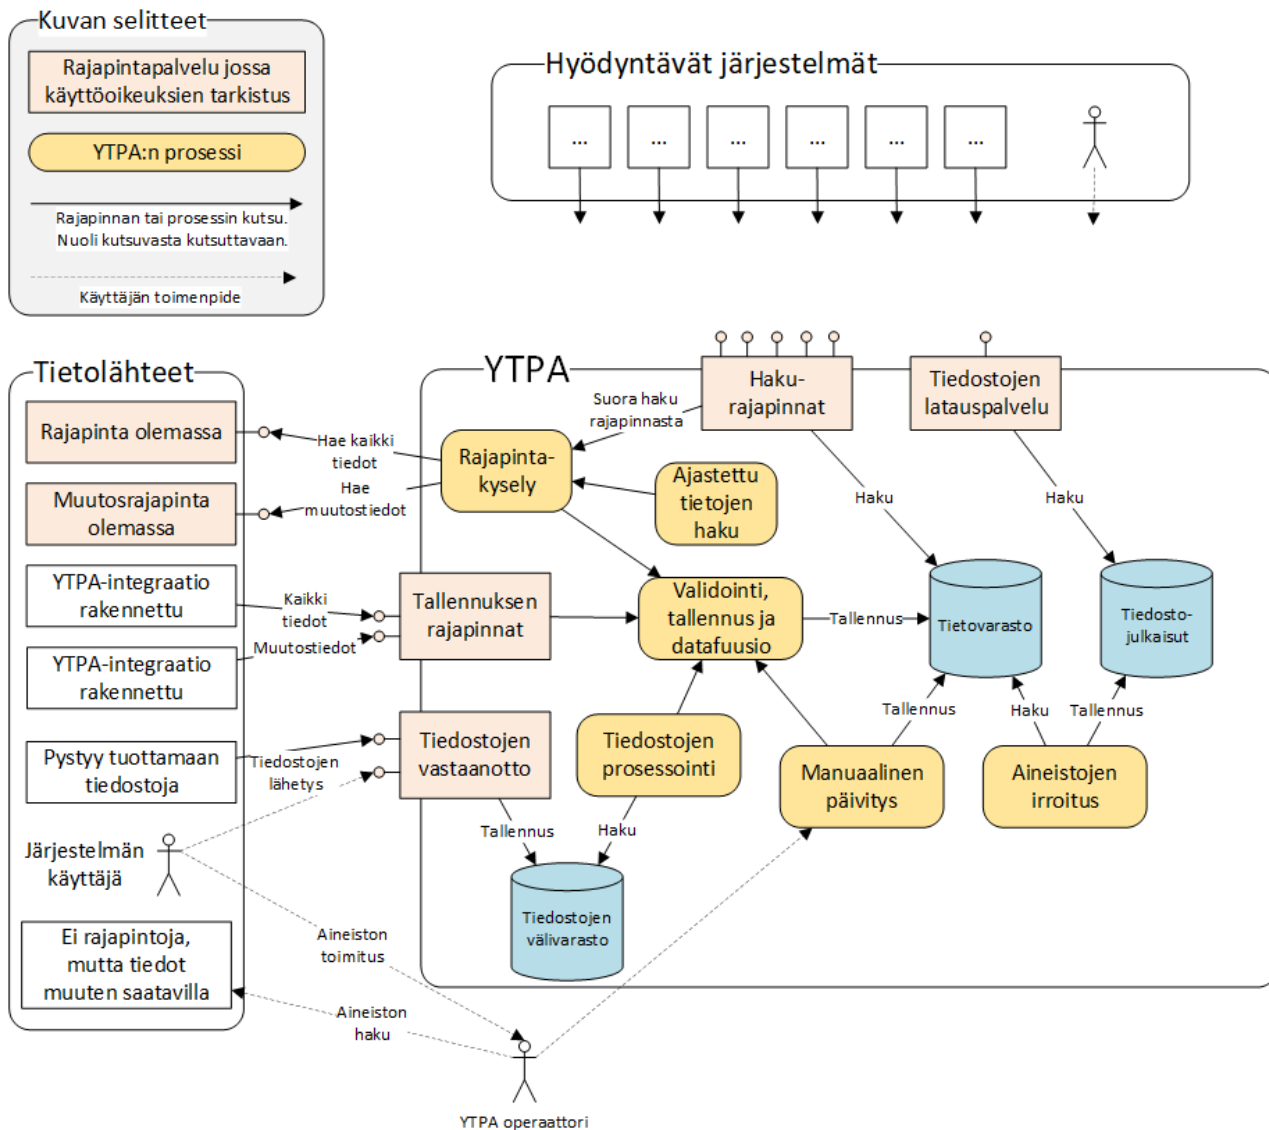 Kuvan selitteet
Rajapintapalvelu jossa
käyttöoikeuksien tarkistus
YTPA:n prosessi
Rajapinnan tai prosessin kutsu.
Nuoli kutsuvasta kutsuttavaan.
Käyttäjän toimenpide
Hyödyntävät järjestelmät
...
...
...
...
...
...
Tietolähteet
Rajapinta olemassa
Muutosrajapinta
olemassa
YTPA-integraatio
rakennettu
YTPA-integraatio
rakennettu
Pystyy tuottamaan
tiedostoja
Järjestelmän
käyttäjä
Ei rajapintoja,
mutta tiedot
muuten saatavilla
Hae kaikki
tiedot
Hae
muutostiedot
Kaikki
tiedot
Muutostiedot
Tiedostojen
lähetys
Aineiston
toimitus
Aineiston
haku
YTPA operaattori
YTPA
Haku-
rajapinnat
Tiedostojen
latauspalvelu
Suora haku
rajapinnasta
Rajapinta-
kysely
Ajastettu
tietojen
haku
Haku
Haku
Tallennuksen
rajapinnat
Validointi,
tallennus ja
datafuusio
Tallennus
Tietovarasto
Tiedosto-
julkaisut
Tallennus
Haku
Tallennus
Tiedostojen
vastaanotto
Tiedostojen
prosessointi
Manuaalinen
päivitys
Aineistojen
irroitus
Tallennus
Haku
Tiedostojen
välivarasto